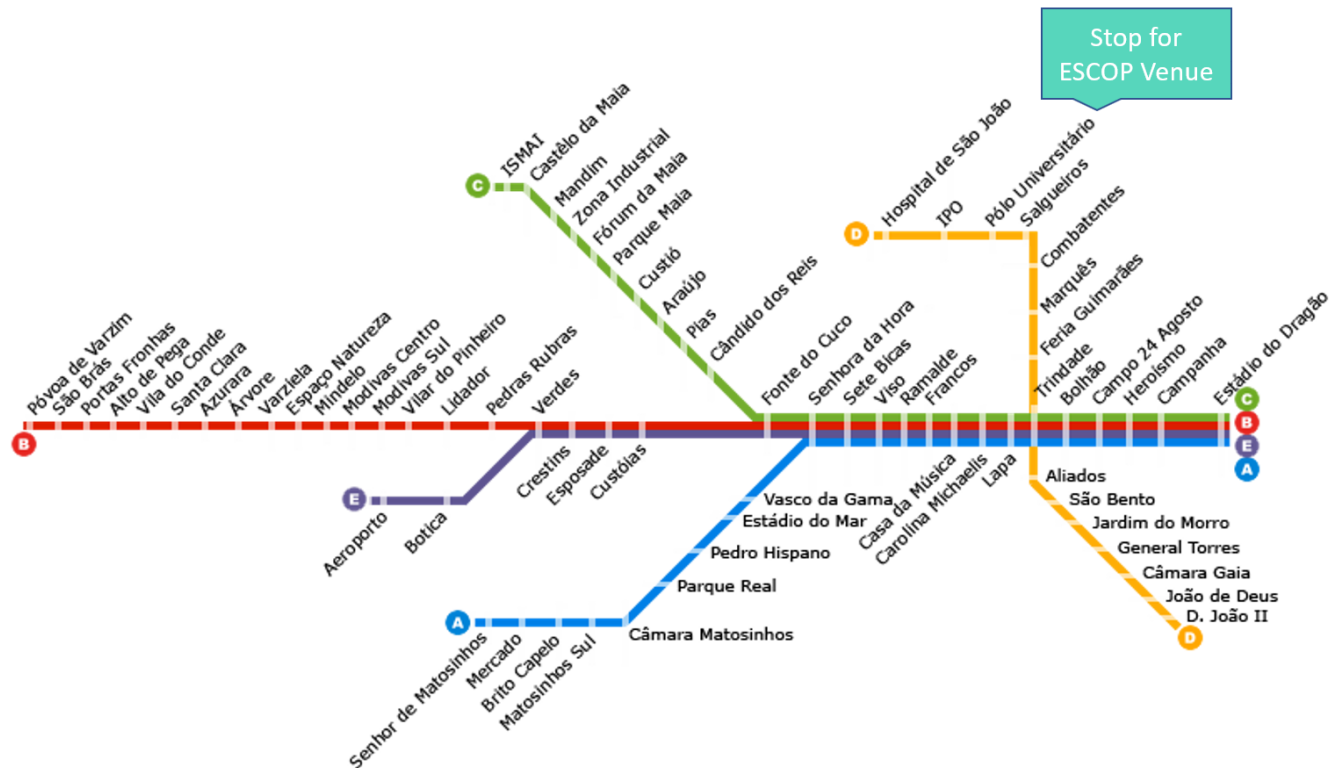 Stop for
ESCOP Venue
C
ISMAI
Castêlo da Maia
Mandim
Zona Industrial
Fórum da Maia
Parque Maia
Custió
Araújo
Pias
Cândido dos Reis
D
Hospital de São João
IPO
Pólo Universitário
Salgueiros
Combatentes
Marquês
Feria Guimarães
B
Póvoa de Varzim
São Brás
Portas Fronhas
Alto de Pega
Vila do Conde
Santa Clara
Azurara
Árvore
Varziela
Espaço Natureza
Mindelo
Modivas Centro
Modivas Sul
Vilar do Pinheiro
Lidador
Pedras Rubras
Verdes
Fonte do Cuco
Senhora da Hora
Sete Bicas
Viso
Ramalde
Francos
Trindade
Bolhão
Campo 24 Agosto
Heroísmo
Campanha
Estádio do Dragão
C
B
E
A
Crestins
Esposade
Custóias
Casa da Música
Carolina Michaelis
Lapa
E
Aeroporto
Botica
Vasco da Gama
Estádio do Mar
Pedro Hispano
Parque Real
Câmara Matosinhos
A
Senhor de Matosinhos
Mercado
Brito Capelo
Matosinhos Sul
Aliados
São Bento
Jardim do Morro
General Torres
Câmara Gaia
João de Deus
D. João II
D